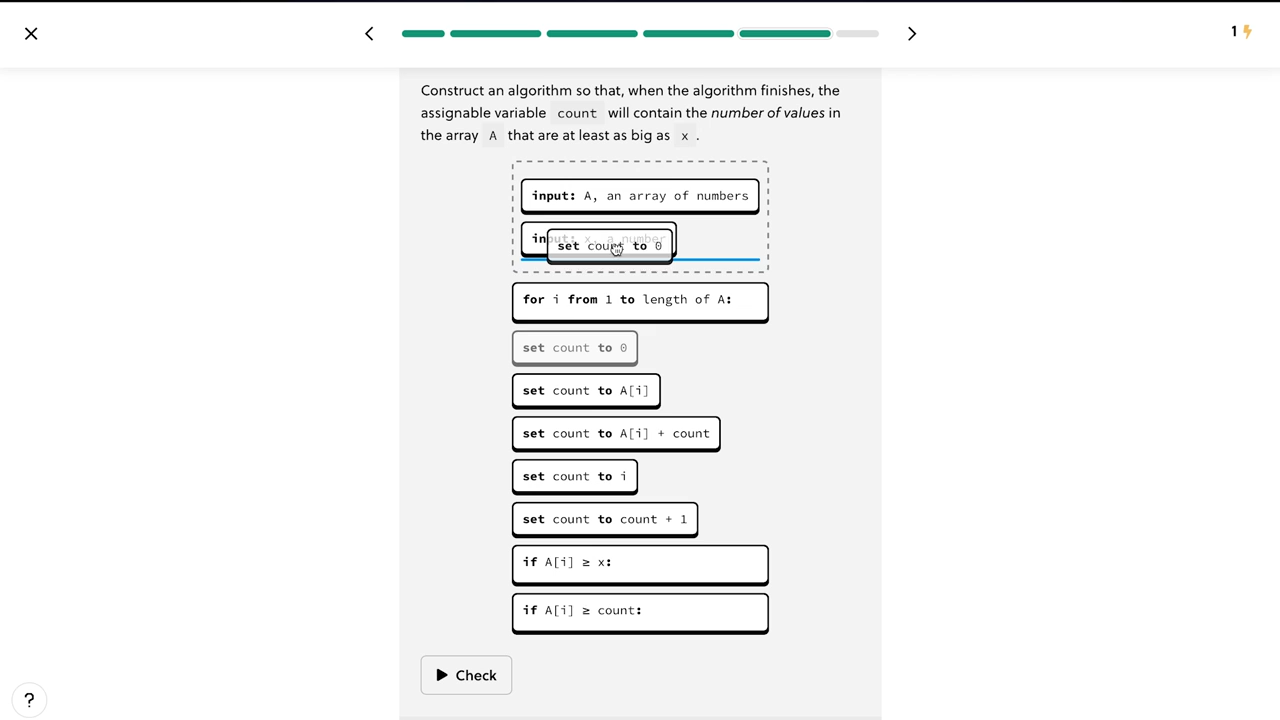 1
Construct an algorithm so that, when the algorithm finishes, the
assignable variable count will contain the number of values in
the array A that are at least as big as x .
input: A, an array of numbers
input: x, a number
set count to 0
for i from 1 to length of A:
set count to 0
set count to A[i]
set count to A[i] + count
set count to i
set count to count + 1
if A[i] ≥ x:
if A[i] ≥ count:
Check
?